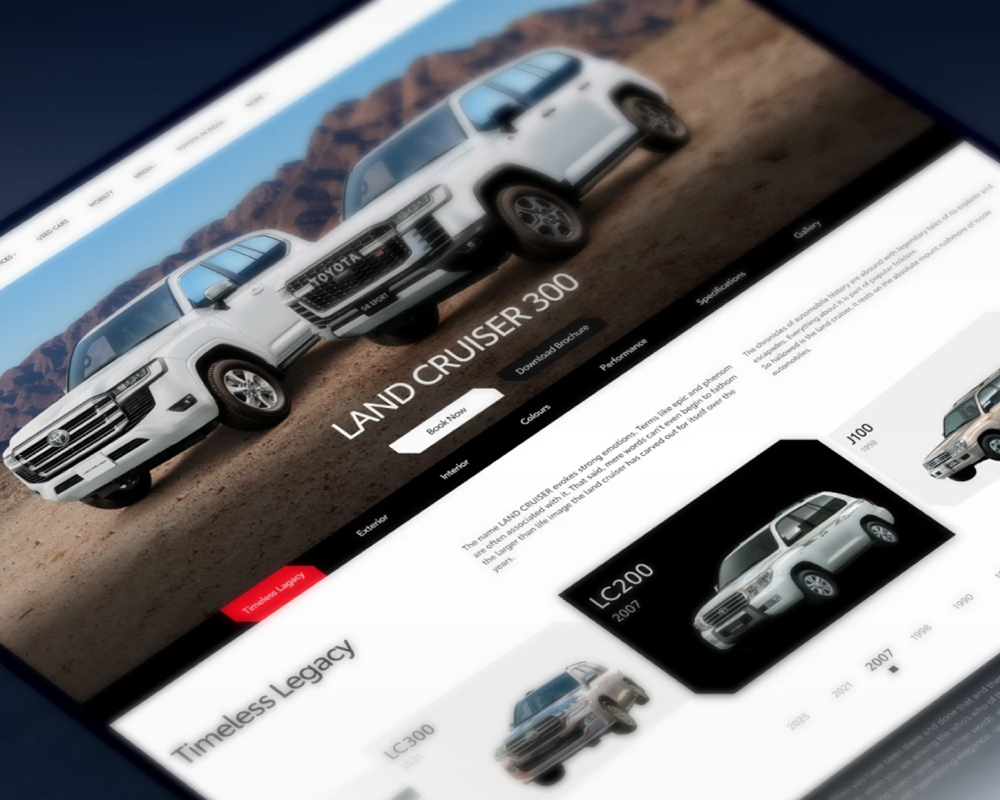 USED CARS
MOBILITY
MEDIA
TOYOTA IN INDIA
MORE
TOYOTA
GR SPORT
LAND CRUISER 300
Book Now
Download Brochure
Timeless Legacy
Exterior
Interior
Colours
Performance
Specifications
Gallery
Timeless Legacy
The name LAND CRUISER evokes strong emotions. Terms like epic and phenom
are often associated with it. That said, mere words can't even begin to fathom
the larger than life image the land cruiser has carved out for itself over the
years.
The chronicles of automobile history are abound with legendary tales of its exploits and
escapades. Everything about it is part of popular folklore.
So hallowed is the land cruiser, it rests on the absolute mount rushmore of iconic
automobiles.
LC300
2021
LC200
2007
J100
1998
2025
2021
2007
1998
1990